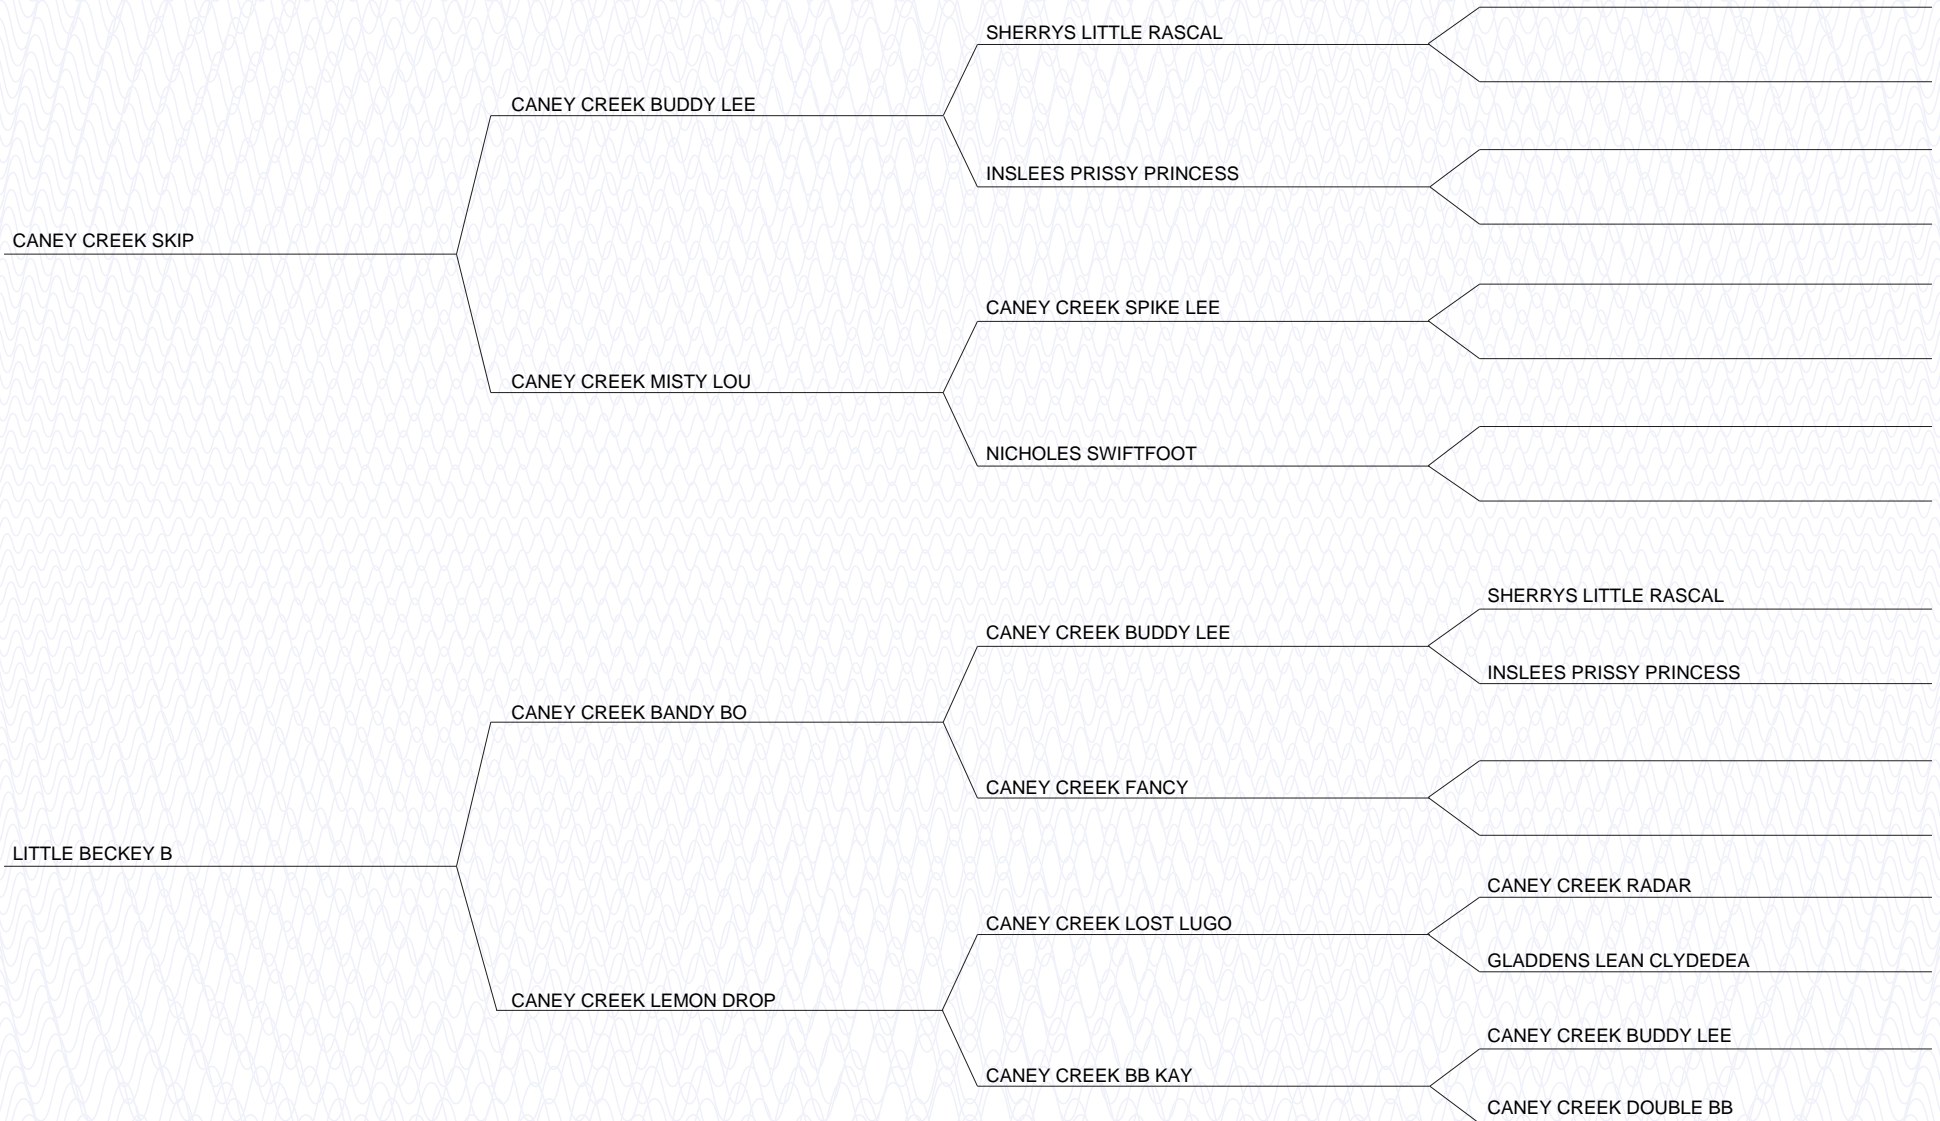 SHERRYS LITTLE RASCAL
CANEY CREEK BUDDY LEE
INSLEES PRISSY PRINCESS
CANEY CREEK SKIP
CANEY CREEK SPIKE LEE
CANEY CREEK MISTY LOU
NICHOLES SWIFTFOOT
SHERRYS LITTLE RASCAL
CANEY CREEK BUDDY LEE
INSLEES PRISSY PRINCESS
CANEY CREEK BANDY BO
CANEY CREEK FANCY
LITTLE BECKEY B
CANEY CREEK RADAR
CANEY CREEK LOST LUGO
GLADDENS LEAN CLYDEDEA
CANEY CREEK LEMON DROP
CANEY CREEK BUDDY LEE
CANEY CREEK BB KAY
CANEY CREEK DOUBLE BB